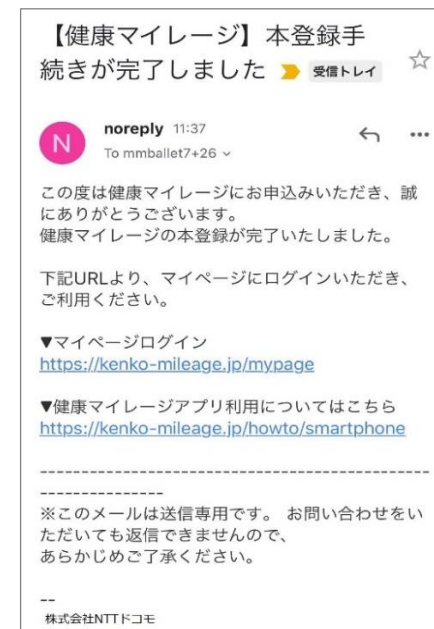 【健康マイレージ】本登録手
続きが完了しました 受信トレイ
N
noreply 11:37
To mmballet7+26
この度は健康マイレージにお申込みいただき、誠
にありがとうございます。
健康マイレージの本登録が完了いたしました。
下記URLより、マイページにログインいただき、
ご利用ください。
▼マイページログイン
https://kenko-mileage.jp/mypage
▼健康マイレージアプリ利用についてはこちら
https://kenko-mileage.jp/howto/smartphone
--------------------------------------------------
---------------
※このメールは送信専用です。 お問い合わせをい
ただいても返信できませんので、
あらかじめご了承ください。
--
株式会社NTTドコモ